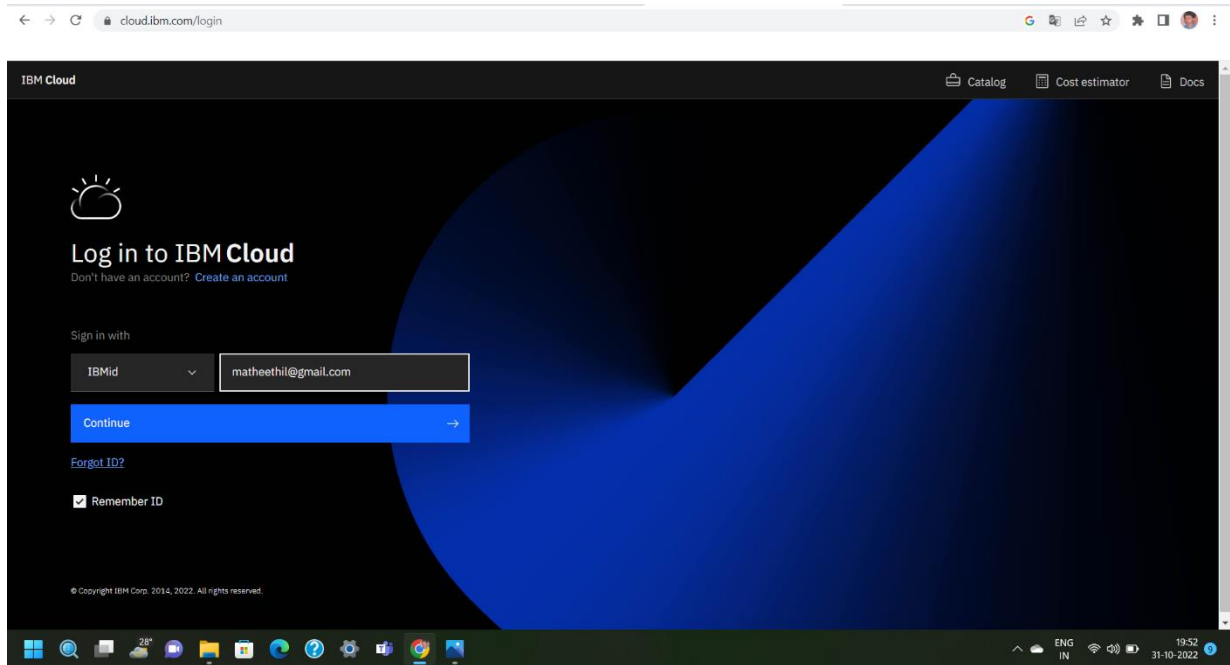 cloud.ibm.com/login
IBM Cloud
Catalog
Cost estimator
Docs
Log in to IBM Cloud
Don't have an account? Create an account
Sign in with
IBMid
matheethil@gmail.com
Continue
Forgot ID?
Remember ID
© Copyright IBM Corp. 2014, 2022. All rights reserved.
28°
ENG
IN
19:52
31-10-2022
9